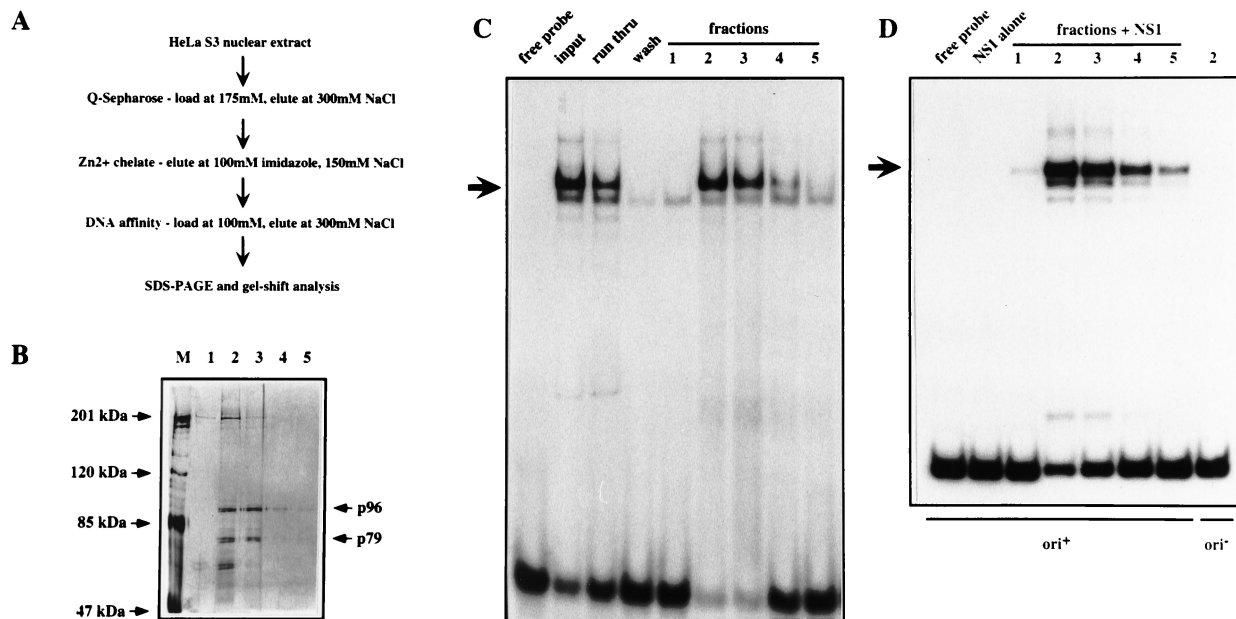 A
HeLa S3 nuclear extract
Q-Sepharose - load at 175mM, elute at 300mM NaCl
Zn2+ chelate - elute at 100mM imidazole, 150mM NaCl
DNA affinity - load at 100mM, elute at 300mM NaCl
SDS-PAGE and gel-shift analysis
B
M 1 2 3 4 5
201 kDa
120 kDa
85 kDa
47 kDa
p96
p79
C
free probe input run thru wash
fractions
1 2 3 4 5
D
free probe NS1 alone
fractions + NS1
1 2 3 4 5 2
ori+
ori-